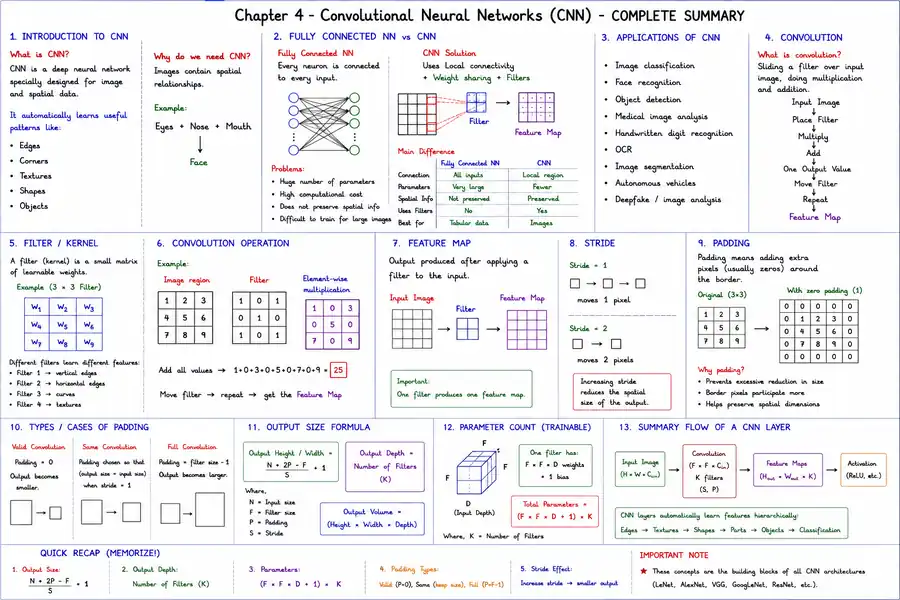 Chapter 4 - Convolutional Neural Networks (CNN) - COMPLETE SUMMARY
1. INTRODUCTION TO CNN
What is CNN?
CNN is a deep neural network
specially designed for image
and spatial data.
It automatically learns useful
patterns like:
• Edges
• Corners
• Textures
• Shapes
• Objects
Why do we need CNN?
Images contain spatial
relationships.
Example:
Eyes + Nose + Mouth
↓
Face
2. FULLY CONNECTED NN vs CNN
Fully Connected NN
Every neuron is connected
to every input.
Problems:
• Huge number of parameters
• High computational cost
• Does not preserve spatial info
• Difficult to train for large images
CNN Solution
Uses Local connectivity
+ Weight sharing + Filters
Filter
Feature Map
Main Difference
Fully Connected NN CNN
Connection All inputs Local region
Parameters Very large Fewer
Spatial Info Not preserved Preserved
Uses Filters No Yes
Best for Tabular data Images
3. APPLICATIONS OF CNN
• Image classification
• Face recognition
• Object detection
• Medical image analysis
• Handwritten digit recognition
• OCR
• Image segmentation
• Autonomous vehicles
• Deepfake / image analysis
4. CONVOLUTION
What is convolution?
Sliding a filter over input
image, doing multiplication
and addition.
Input Image
↓
Place Filter
↓
Multiply
↓
Add
↓
One Output Value
↓
Move Filter
↓
Repeat
↓
Feature Map
5. FILTER / KERNEL
A filter (kernel) is a small matrix
of learnable weights.
Example (3 × 3 Filter)
W₁ W₂ W₃
W₄ W₅ W₆
W₇ W₈ W₉
Different filters learn different features:
• Filter 1 → vertical edges
• Filter 2 → horizontal edges
• Filter 3 → curves
• Filter 4 → textures
6. CONVOLUTION OPERATION
Example:
Image region
1 2 3
4 5 6
7 8 9
Filter
1 0 1
0 1 0
1 0 1
Element-wise
multiplication
1 0 3
0 5 0
7 0 9
Add all values → 1+0+3+0+5+0+7+0+9 = 25
Move filter → repeat → get the Feature Map
7. FEATURE MAP
Output produced after applying a
filter to the input.
Input Image
Filter
Feature Map
Important:
One filter produces one feature map.
8. STRIDE
Stride = 1
moves 1 pixel
Stride = 2
moves 2 pixels
Increasing stride
reduces the spatial
size of the output.
9. PADDING
Padding means adding extra
pixels (usually zeros) around
the border.
Original (3×3)
1 2 3
4 5 6
7 8 9
With zero padding (1)
0 0 0 0 0
0 1 2 3 0
0 4 5 6 0
0 7 8 9 0
0 0 0 0 0
Why padding?
• Prevents excessive reduction in size
• Border pixels participate more
• Helps preserve spatial dimensions
10. TYPES / CASES OF PADDING
Valid Convolution
Padding = 0
Output becomes
smaller.
Same Convolution
Padding chosen so that
(output size = input size)
when stride = 1
Full Convolution
Padding = filter size - 1
Output becomes larger.
11. OUTPUT SIZE FORMULA
Output Height / Width =
N + 2P - F
S
+ 1
Where,
N = Input size
F = Filter size
P = Padding
S = Stride
Output Depth =
Number of Filters
(K)
Output Volume =
(Height × Width × Depth)
12. PARAMETER COUNT (TRAINABLE)
F
F
F
D
(Input Depth)
One filter has:
F × F × D weights
+ 1 bias
Total Parameters =
(F × F × D + 1) × K
Where, K = Number of Filters
13. SUMMARY FLOW OF A CNN LAYER
Input Image
(H × W × Cᵢₙ)
Convolution
(F × F × Cᵢₙ)
K filters
(S, P)
Feature Maps
(Hₒᵤₜ × Wₒᵤₜ × K)
Activation
(ReLU, etc.)
CNN layers automatically learn features hierarchically:
Edges → Textures → Shapes → Parts → Objects → Classification
QUICK RECAP (MEMORIZE!)
1. Output Size:
N + 2P - F
S
+ 1
2. Output Depth:
Number of Filters (K)
3. Parameters:
(F × F × D + 1) × K
4. Padding Types:
Valid (P=0), Same (keep size), Full (P=F-1)
5. Stride Effect:
Increase stride → smaller output
IMPORTANT NOTE
★ These concepts are the building blocks of all CNN architectures
(LeNet, AlexNet, VGG, GoogleNet, ResNet, etc.).